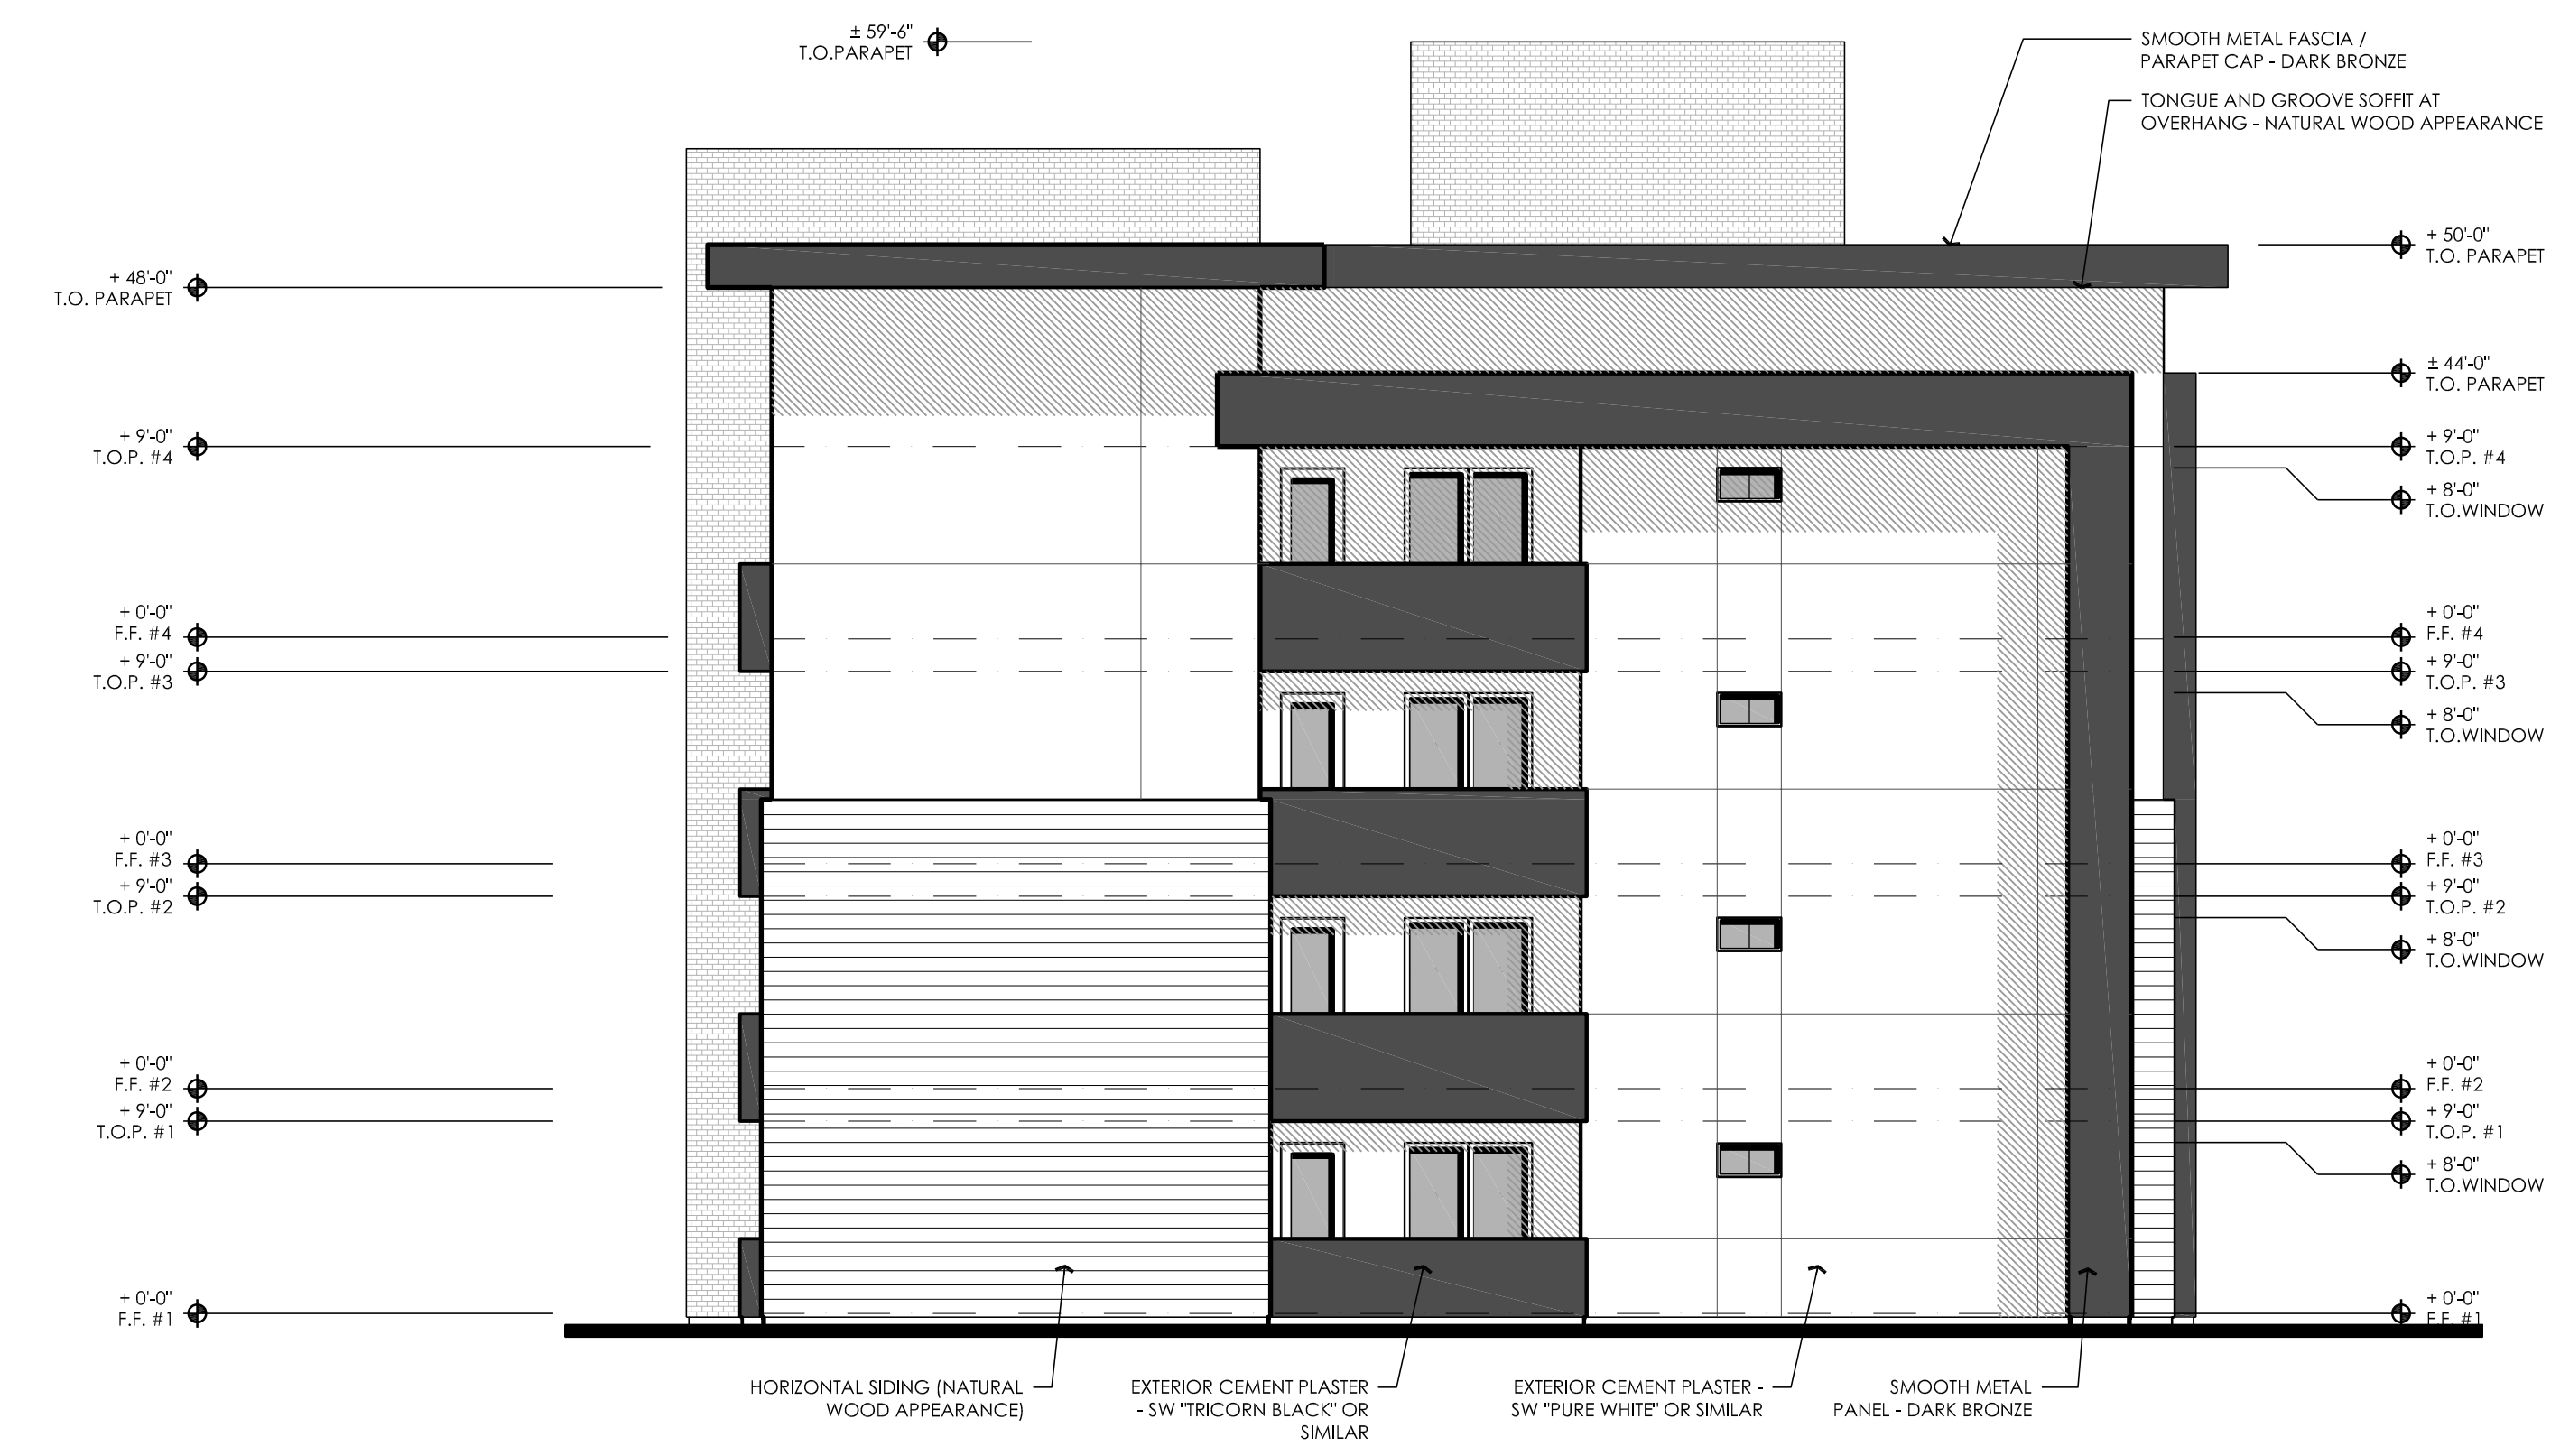 ± 59'-6"
T.O.PARAPET
SMOOTH METAL FASCIA /
PARAPET CAP - DARK BRONZE
TONGUE AND GROOVE SOFFIT AT
OVERHANG - NATURAL WOOD APPEARANCE
+ 48'-0"
T.O. PARAPET
+ 9'-0"
T.O.P. #4
+ 0'-0"
F.F. #4
+ 9'-0"
T.O.P. #3
+ 0'-0"
F.F. #3
+ 9'-0"
T.O.P. #2
+ 0'-0"
F.F. #2
+ 9'-0"
T.O.P. #1
+ 0'-0"
F.F. #1
+ 50'-0"
T.O. PARAPET
± 44'-0"
T.O. PARAPET
+ 9'-0"
T.O.P. #4
+ 8'-0"
T.O.WINDOW
+ 0'-0"
F.F. #4
+ 9'-0"
T.O.P. #3
+ 8'-0"
T.O.WINDOW
+ 0'-0"
F.F. #3
+ 9'-0"
T.O.P. #2
+ 8'-0"
T.O.WINDOW
+ 0'-0"
F.F. #2
+ 9'-0"
T.O.P. #1
+ 8'-0"
T.O.WINDOW
+ 0'-0"
F.F. #1
HORIZONTAL SIDING (NATURAL
WOOD APPEARANCE)
EXTERIOR CEMENT PLASTER
- SW "TRICORN BLACK" OR
SIMILAR
EXTERIOR CEMENT PLASTER -
SW "PURE WHITE" OR SIMILAR
SMOOTH METAL
PANEL - DARK BRONZE